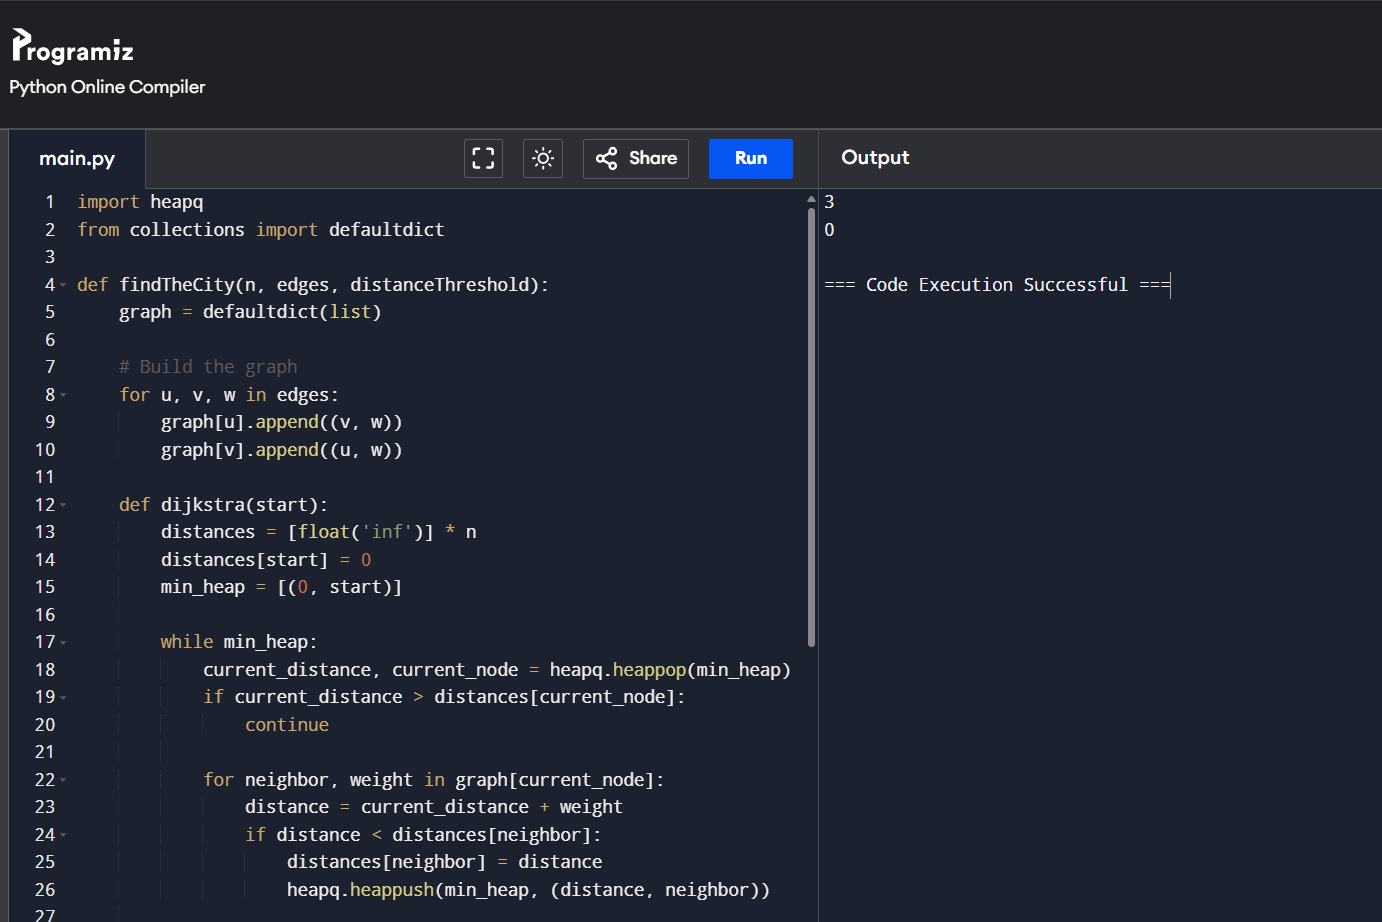 Programiz
Python Online Compiler
main.py
Share
Run
Output
1 import heapq
2 from collections import defaultdict
3
4 def findTheCity(n, edges, distanceThreshold):
5     graph = defaultdict(list)
6
7     # Build the graph
8     for u, v, w in edges:
9         graph[u].append((v, w))
10         graph[v].append((u, w))
11
12     def dijkstra(start):
13         distances = [float('inf')] * n
14         distances[start] = 0
15         min_heap = [(0, start)]
16
17         while min_heap:
18             current_distance, current_node = heapq.heappop(min_heap)
19             if current_distance > distances[current_node]:
20                 continue
21
22             for neighbor, weight in graph[current_node]:
23                 distance = current_distance + weight
24                 if distance < distances[neighbor]:
25                     distances[neighbor] = distance
26                     heapq.heappush(min_heap, (distance, neighbor))
27
3
0
=== Code Execution Successful ===